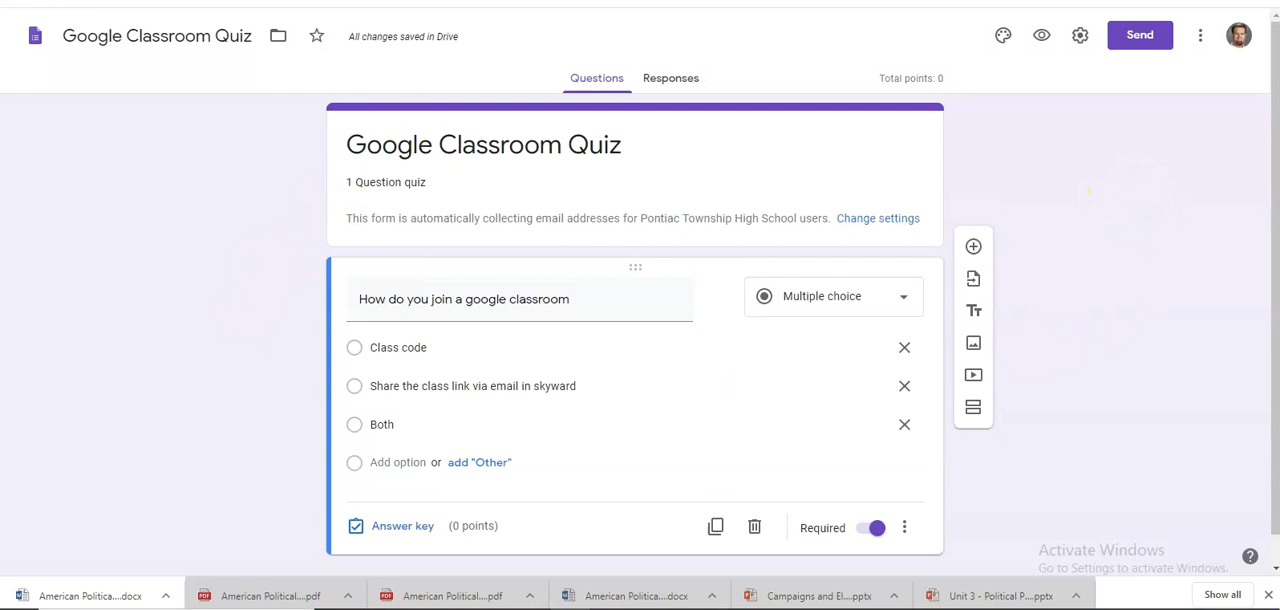 Google Classroom Quiz
All changes saved in Drive
Send
Questions
Responses
Total points: 0
Google Classroom Quiz
1 Question quiz
This form is automatically collecting email addresses for Pontiac Township High School users. Change settings
How do you join a google classroom
Multiple choice
Class code
Share the class link via email in skyward
Both
Add option or add "Other"
Answer key (0 points)
Required
Activate Windows
Go to Settings to activate Windows.
American Politica....docx
American Political....pdf
American Political....pdf
American Politica....docx
Campaigns and El....pptx
Unit 3 - Political P....pptx
Show all